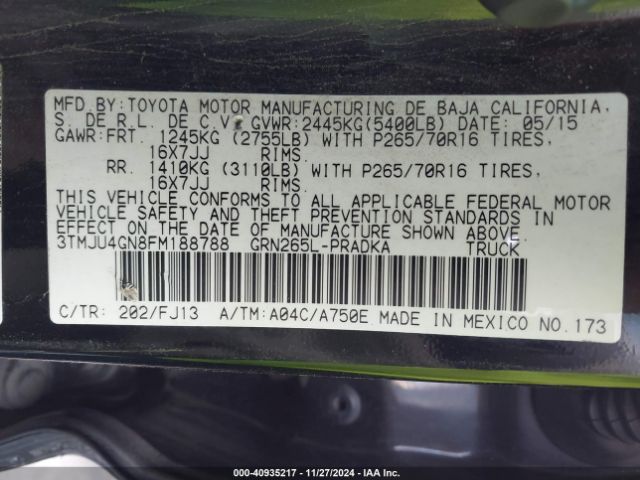 MFD.BY:TOYOTA MOTOR MANUFACTURING DE BAJA CALIFORNIA,
S. DE R.L. DE C.V. GVWR:2445KG(5400LB) DATE: 05/15
GAWR:FRT. 1245KG (2755LB) WITH P265/70R16 TIRES,
16X7JJ RIMS.
RR. 1410KG (3110LB) WITH P265/70R16 TIRES,
16X7JJ RIMS.
THIS VEHICLE CONFORMS TO ALL APPLICABLE FEDERAL MOTOR
VEHICLE SAFETY AND THEFT PREVENTION STANDARDS IN
EFFECT ON THE DATE OF MANUFACTURE SHOWN ABOVE.
3TMJU4GN8FM188788 GRN265L-PRADKA TRUCK
C/TR: 202/FJ13 A/TM:A04C/A750E MADE IN MEXICO NO.173
000-40935217 - 11/27/2024 - IAA Inc.